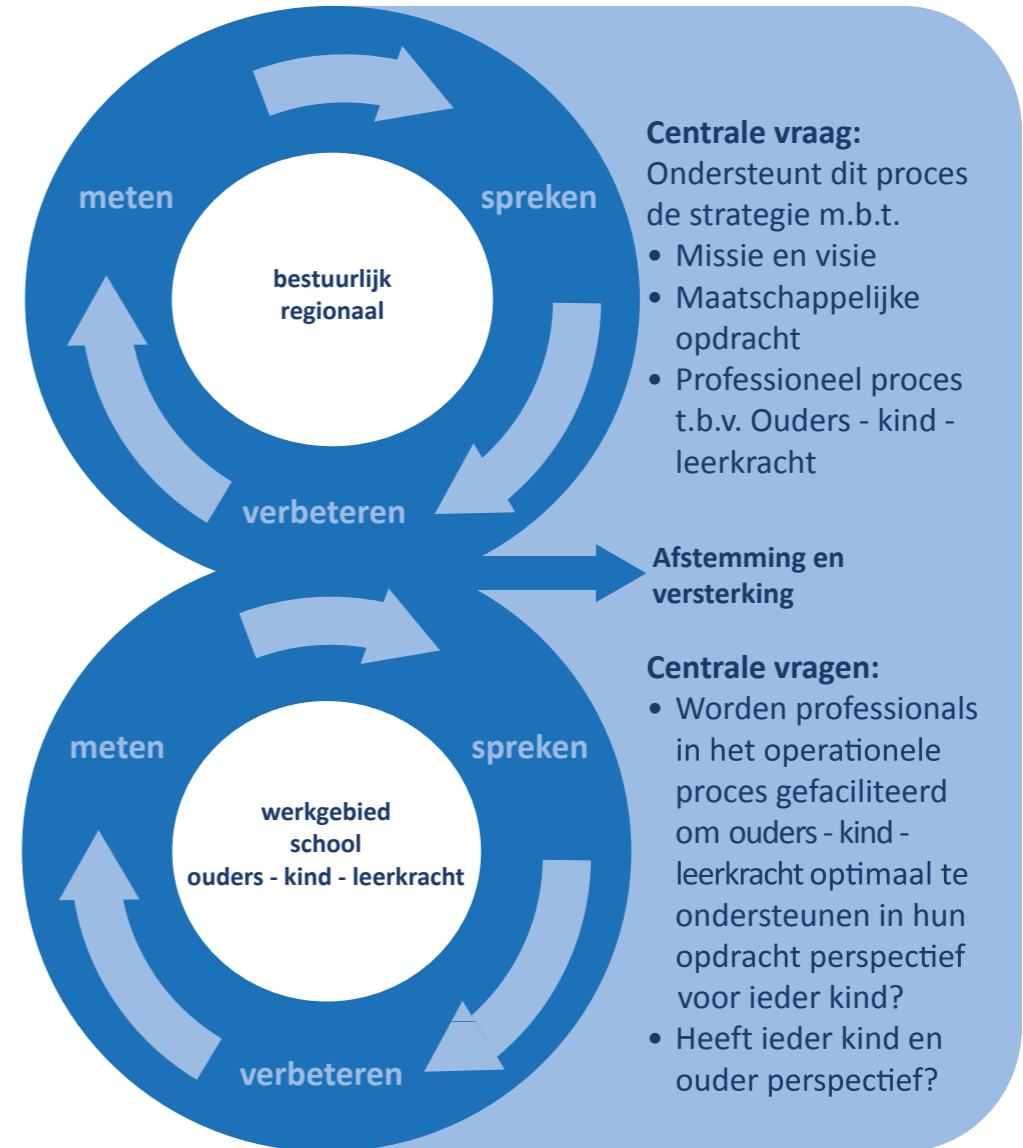 meten
spreken
bestuurlijk
regionaal
verbeteren
Centrale vraag:
Ondersteunt dit proces
de strategie m.b.t.
• Missie en visie
• Maatschappelijke
opdracht
• Professioneel proces
t.b.v. Ouders - kind -
leerkracht
Afstemming en
versterking
meten
spreken
werkgebied
school
ouders - kind - leerkracht
verbeteren
Centrale vragen:
• Worden professionals
in het operationele
proces gefaciliteerd
om ouders - kind -
leerkracht optimaal te
ondersteunen in hun
opdracht perspectief
voor ieder kind?
• Heeft ieder kind en
ouder perspectief?